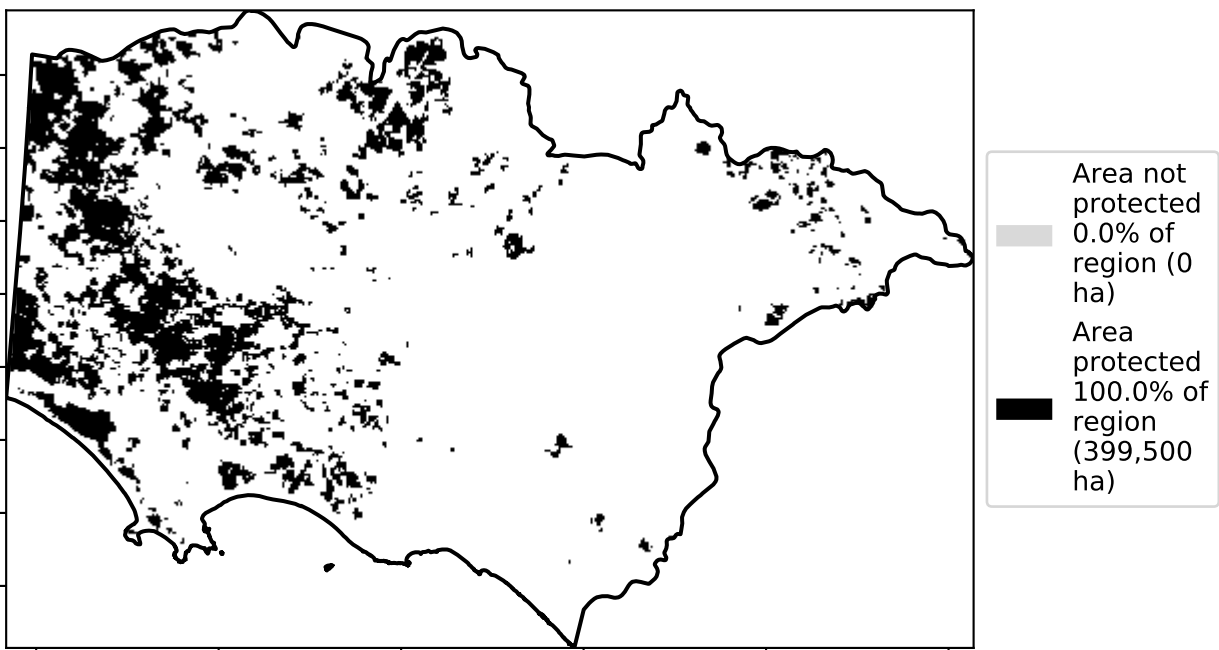 Area not
protected
0.0% of
region (0
ha)
Area
protected
100.0% of
region
(399,500
ha)